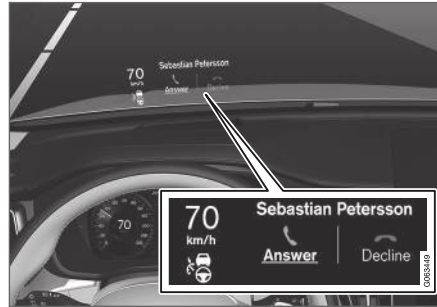 70
km/h
Sebastian Petersson
Answer
Decline
70
70
km/h
Sebastian Petersson
Answer
Decline
G063449